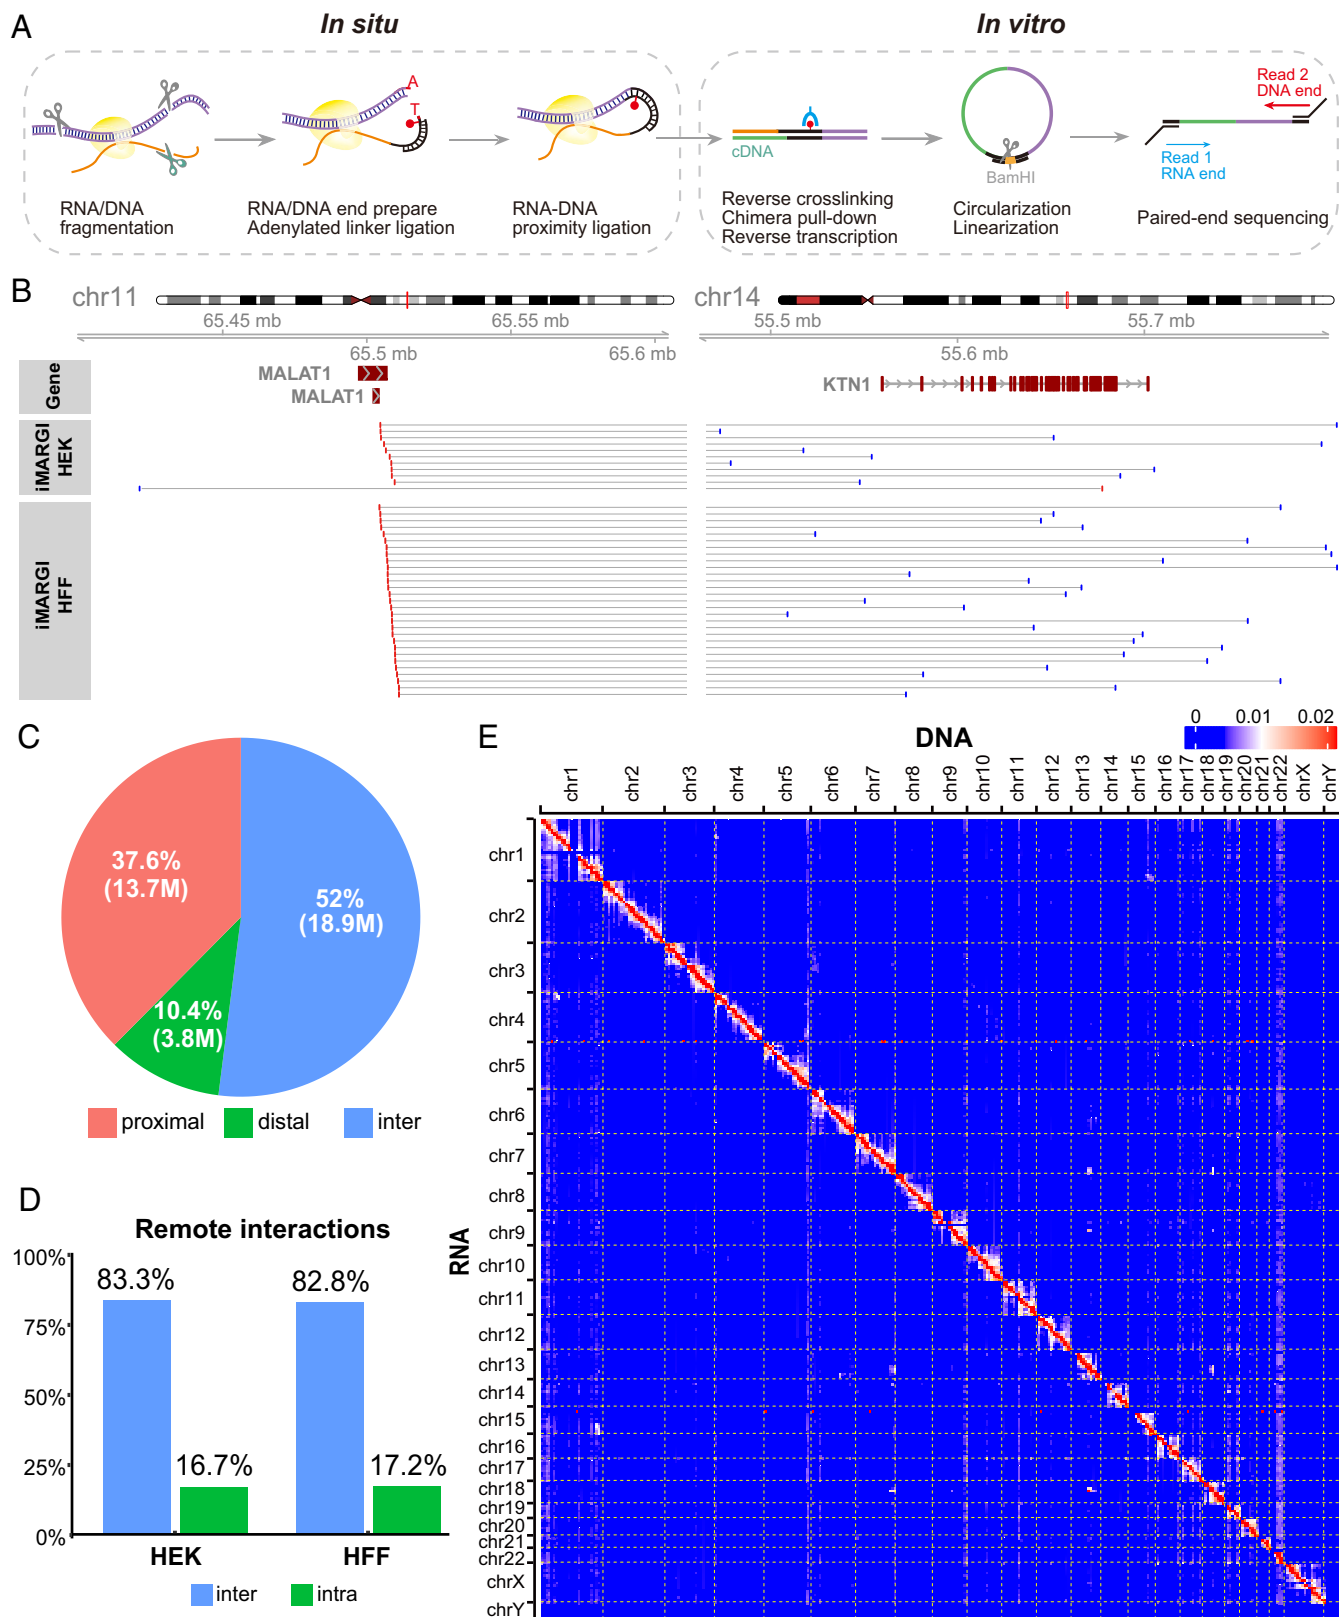 A
In situ
In vitro
A
T
RNA/DNA
fragmentation
RNA/DNA end prepare
Adenylated linker ligation
RNA-DNA
proximity ligation
cDNA
Reverse crosslinking
Chimera pull-down
Reverse transcription
BamHI
Circularization
Linearization
Read 2
DNA end
Read 1
RNA end
Paired-end sequencing
B
chr11
65.45 mb
65.55 mb
65.5 mb
65.6 mb
chr14
55.5 mb
55.7 mb
55.6 mb
Gene
MALAT1
MALAT1
KTN1
iMARGI
HEK
iMARGI
HFF
C
37.6%
(13.7M)
52%
(18.9M)
10.4%
(3.8M)
proximal
distal
inter
D
Remote interactions
100%
75%
50%
25%
0%
83.3%
16.7%
82.8%
17.2%
HEK
HFF
inter
intra
E
DNA
0
0.01
0.02
chr1
chr2
chr3
chr4
chr5
chr6
chr7
chr8
chr9
chr10
chr11
chr12
chr13
chr14
chr15
chr16
chr17
chr18
chr19
chr20
chr21
chr22
chrX
chrY
RNA
chr1
chr2
chr3
chr4
chr5
chr6
chr7
chr8
chr9
chr10
chr11
chr12
chr13
chr14
chr15
chr16
chr17
chr18
chr19
chr20
chr21
chr22
chrX
chrY